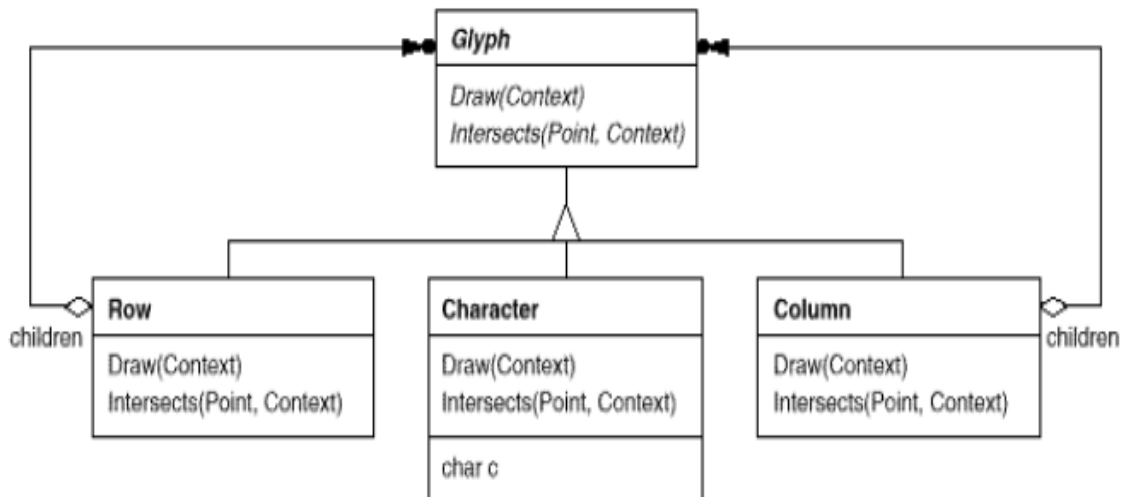 Glyph
Draw(Context)
Intersects(Point, Context)
children
Row
Draw(Context)
Intersects(Point, Context)
Character
Draw(Context)
Intersects(Point, Context)
char c
Column
Draw(Context)
Intersects(Point, Context)
children